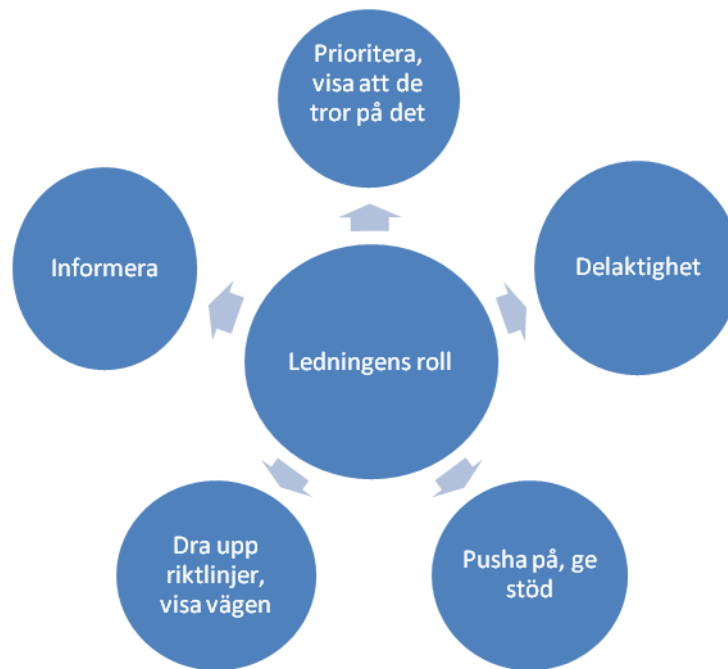 Prioritera,
visa att de
tror på det
Informera
Delaktighet
Ledningens roll
Dra upp
riktlinjer,
visa vägen
Pusha på, ge
stöd